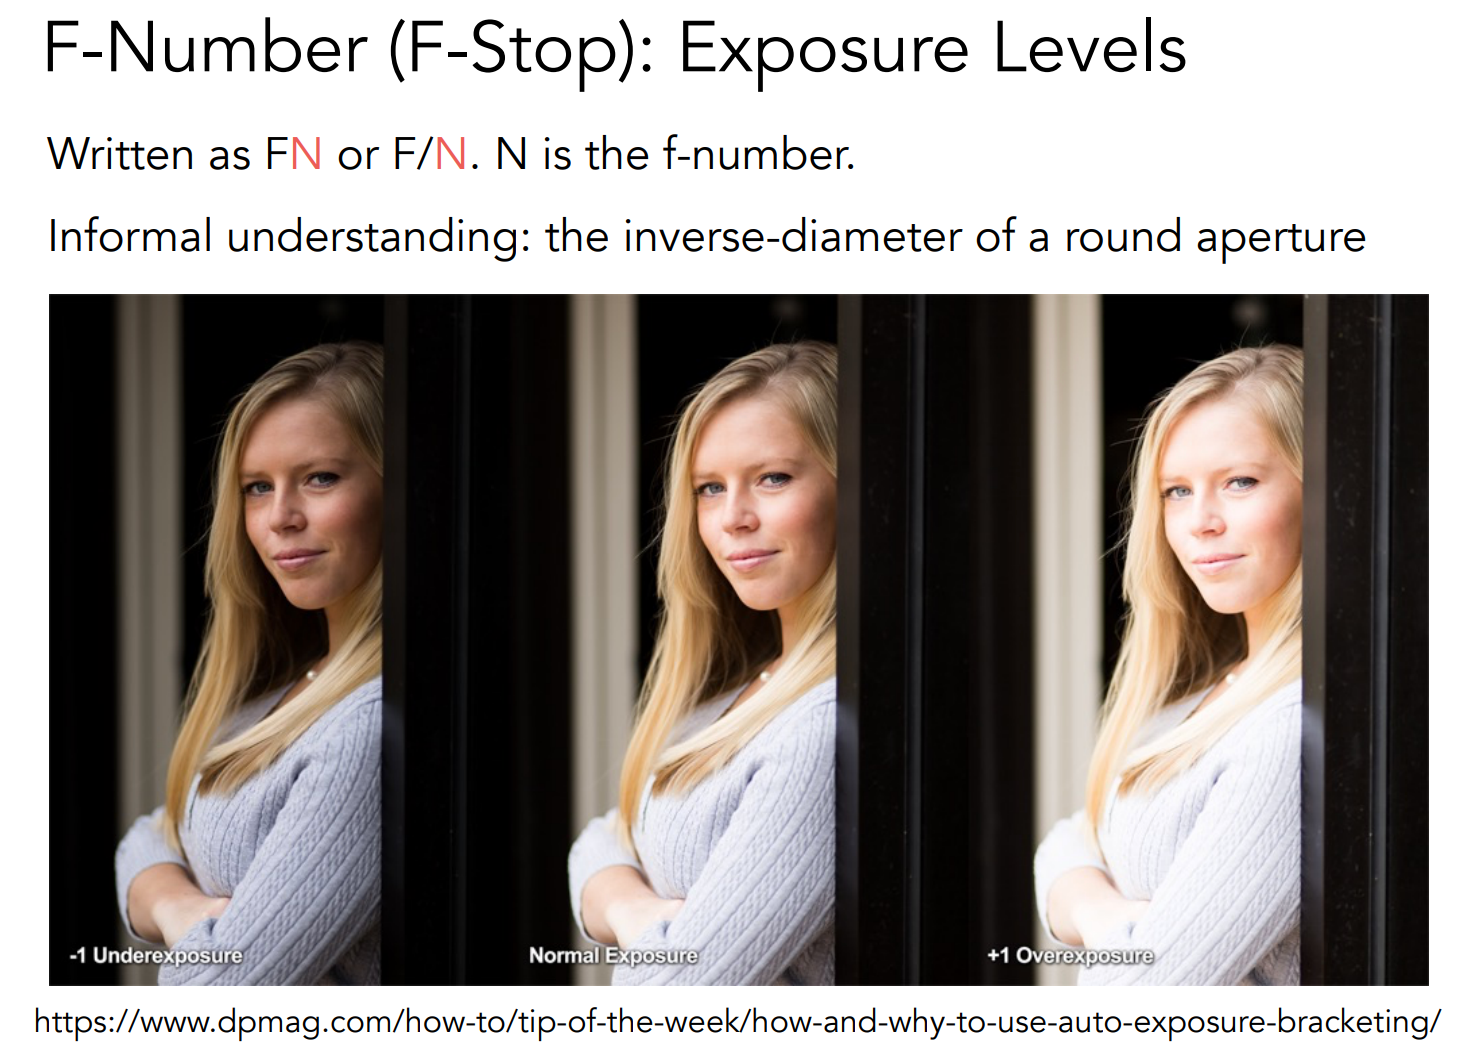 F-Number (F-Stop): Exposure Levels
Written as FN or F/N. N is the f-number.
Informal understanding: the inverse-diameter of a round aperture
-1 Underexposure
Normal Exposure
+1 Overexposure
https://www.dpmag.com/how-to/tip-of-the-week/how-and-why-to-use-auto-exposure-bracketing/